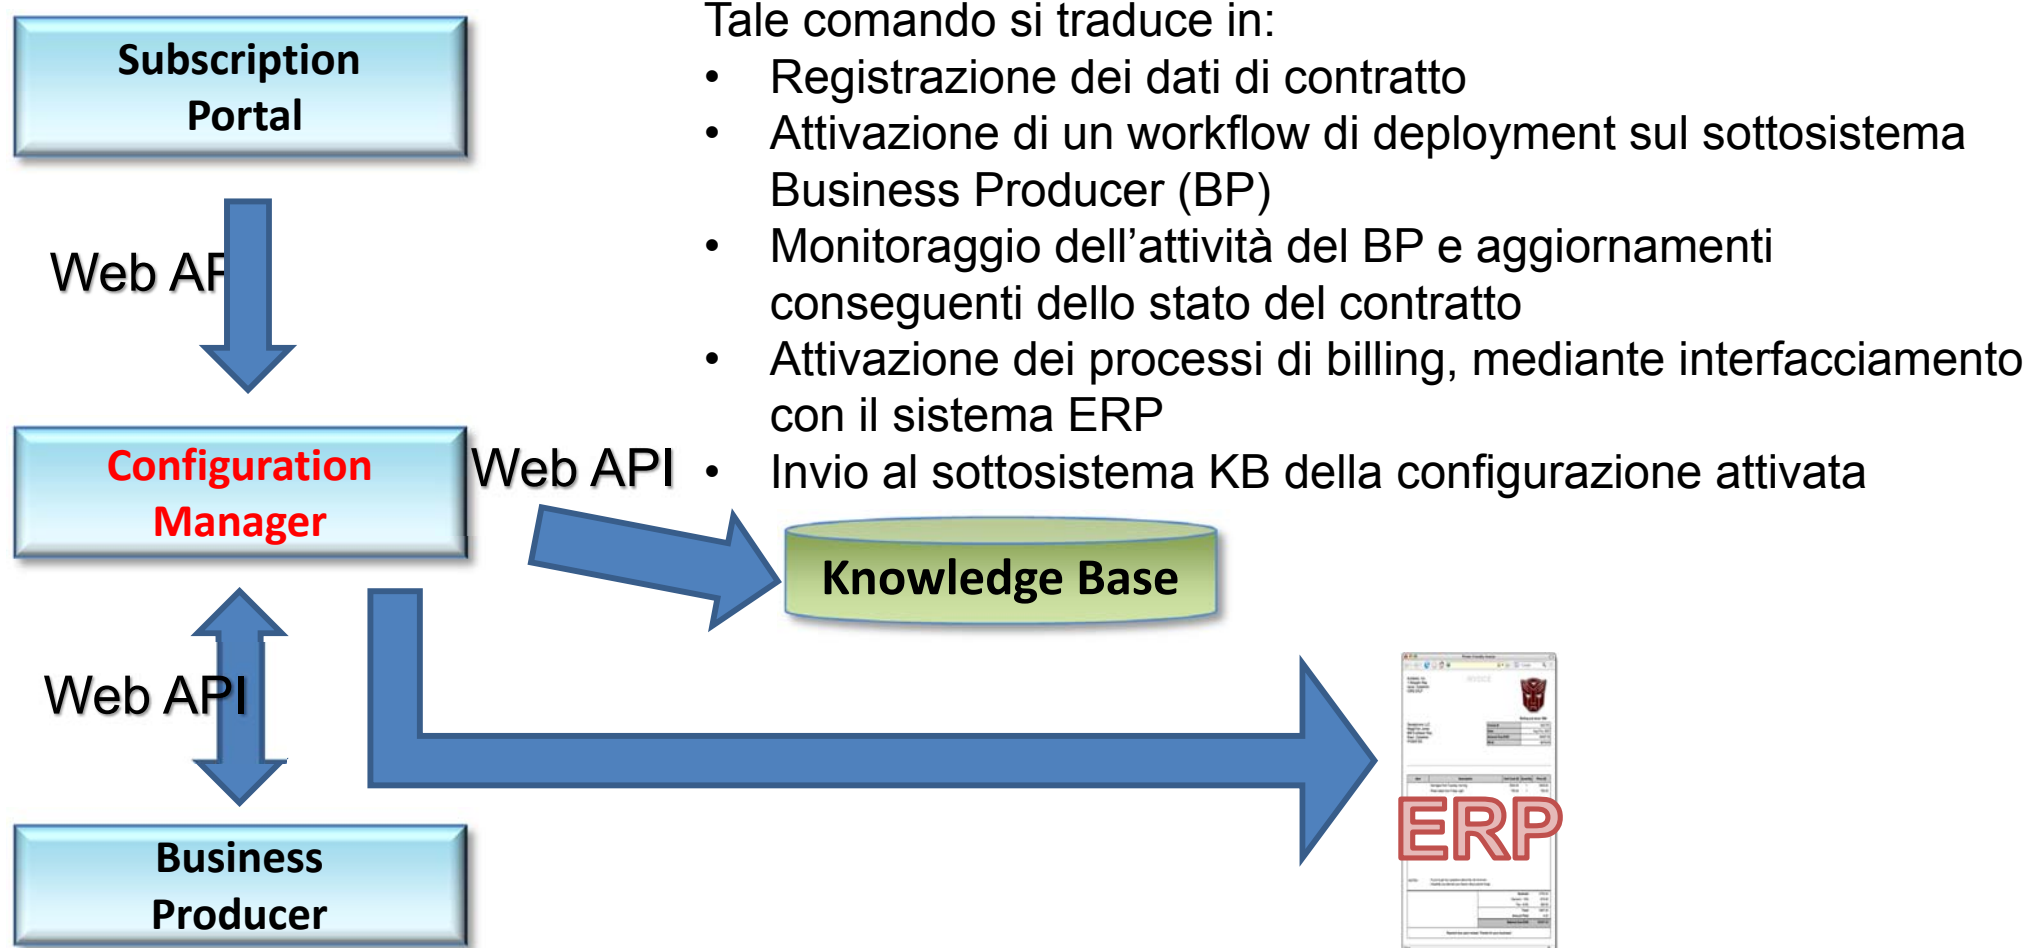 Tale comando si traduce in:
• Registrazione dei dati di contratto
• Attivazione di un workflow di deployment sul sottosistema
Business Producer (BP)
• Monitoraggio dell’attività del BP e aggiornamenti
conseguenti dello stato del contratto
• Attivazione dei processi di billing, mediante interfacciamento
con il sistema ERP
• Invio al sottosistema KB della configurazione attivata
Subscription
Portal
Web AP
Configuration
Manager
Web API
Knowledge Base
Web API
Business
Producer
INVOICE
ERP